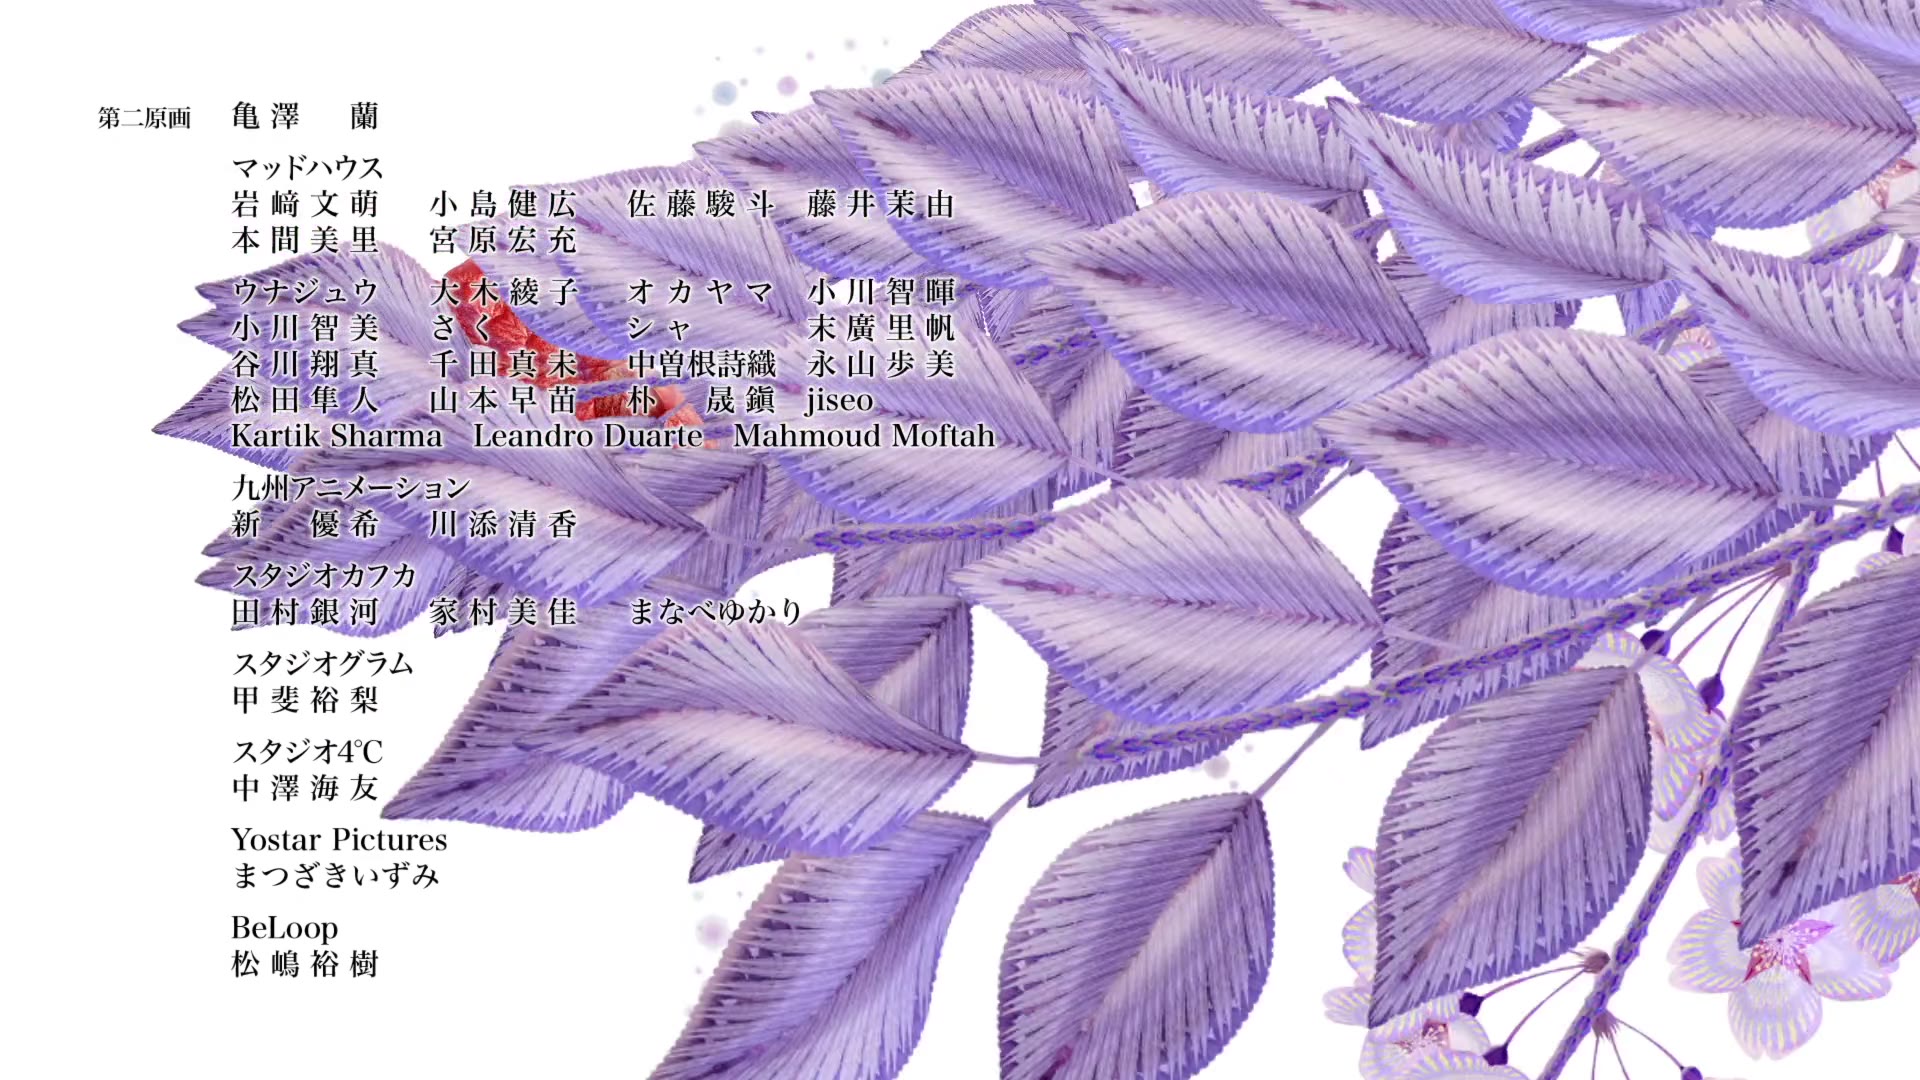 第二原画 亀澤 蘭
マッドハウス
岩﨑文萌 小島健広 佐藤駿斗 藤井茉由
本間美里 宮原宏充
ウナジュウ 大木綾子 オカヤマ 小川智暉
小川智美 さく シャ 末廣里帆
谷川翔真 千田真未 中曽根詩織 永山歩美
松田隼人 山本早苗 朴 晟鎭 jiseo
Kartik Sharma Leandro Duarte Mahmoud Moftah
九州アニメーション
新 優希 川添清香
スタジオカフカ
田村銀河 家村美佳 まなべゆかり
スタジオグラム
甲斐裕梨
スタジオ4℃
中澤海友
Yostar Pictures
まつざきいずみ
BeLoop
松嶋裕樹